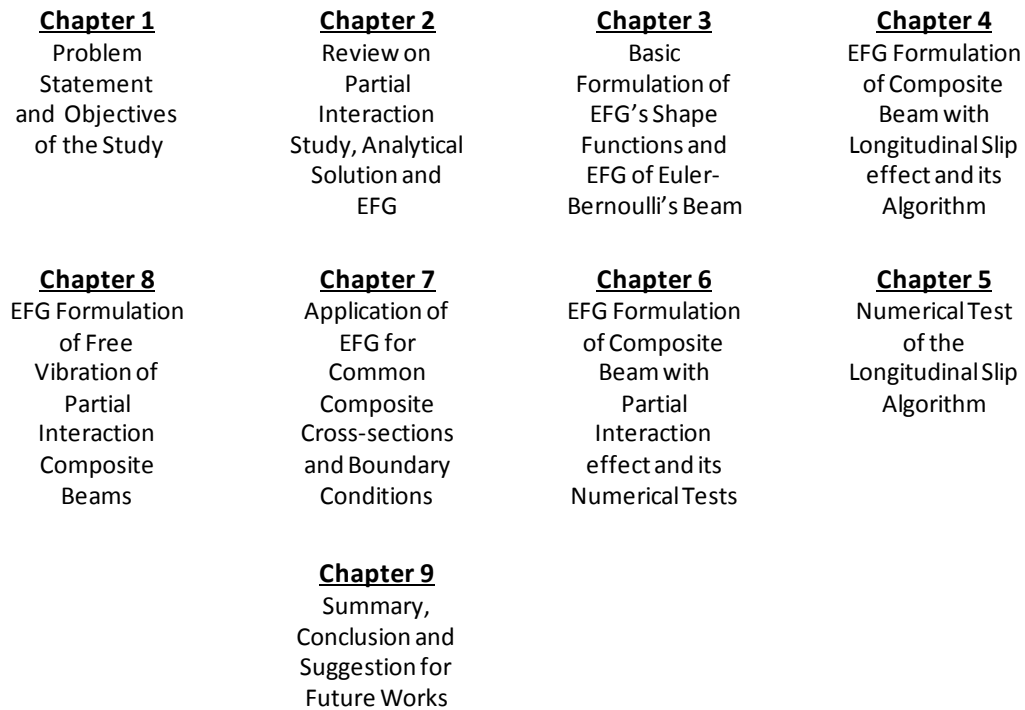 Chapter 1
Problem
Statement
and Objectives
of the Study
Chapter 2
Review on
Partial
Interaction
Study, Analytical
Solution and
EFG
Chapter 3
Basic
Formulation of
EFG’s Shape
Functions and
EFG of Euler-
Bernoulli’s Beam
Chapter 4
EFG Formulation
of Composite
Beam with
Longitudinal Slip
effect and its
Algorithm
Chapter 8
EFG Formulation
of Free
Vibration of
Partial
Interaction
Composite
Beams
Chapter 7
Application of
EFG for
Common
Composite
Cross-sections
and Boundary
Conditions
Chapter 6
EFG Formulation
of Composite
Beam with
Partial
Interaction
effect and its
Numerical Tests
Chapter 5
Numerical Test
of the
Longitudinal Slip
Algorithm
Chapter 9
Summary,
Conclusion and
Suggestion for
Future Works